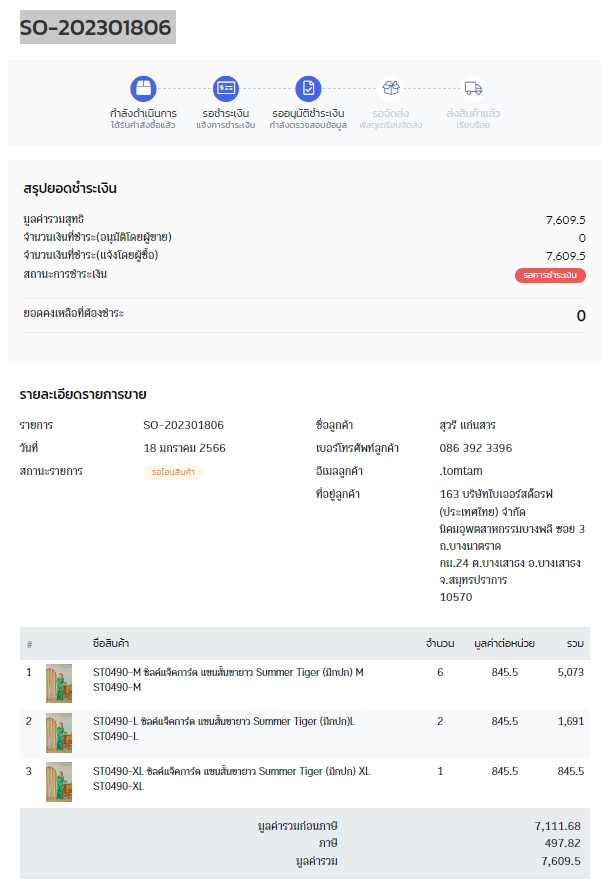 SO-202301806
กำลังดำเนินการ
ได้รับคำสั่งซื้อแล้ว
รอชำระเงิน
แจ้งการชำระเงิน
รออนุมัติชำระเงิน
กำลังตรวจสอบข้อมูล
รอจัดส่ง
พัสดุเตรียมจัดส่ง
ส่งสินค้าแล้ว
เรียบร้อย
สรุปยอดชำระเงิน
มูลค่ารวมสุทธิ 7,609.5
จำนวนเงินที่ชำระ(อนุมัติโดยผู้ขาย) 0
จำนวนเงินที่ชำระ(แจ้งโดยผู้ซื้อ) 7,609.5
สถานะการชำระเงิน รอการชำระเงิน
ยอดคงเหลือที่ต้องชำระ 0
รายละเอียดรายการขาย
รายการ SO-202301806
วันที่ 18 มกราคม 2566
สถานะรายการ รอโอนสินค้า
ชื่อลูกค้า สุวรี แก่นสาร
เบอร์โทรศัพท์ลูกค้า 086 392 3396
อีเมลลูกค้า .tomtam
ที่อยู่ลูกค้า 163 บริษัทไบเออร์สด๊อรฟ
(ประเทศไทย) จำกัด
นิคมอุพตสาหกรรมบางพลี ซอย 3
ถ.บางนาตราด
กม.24 ต.บางเสาธง อ.บางเสาธง
จ.สมุทรปราการ
10570
# ชื่อสินค้า จำนวน มูลค่าต่อหน่วย รวม
1 ST0490-M ซิลค์แจ็คการ์ด แขนสั้นขายาว Summer Tiger (มีกปก) M 6 845.5 5,073
ST0490-M
2 ST0490-L ซิลค์แจ็คการ์ด แขนสั้นขายาว Summer Tiger (มีกปก)L 2 845.5 1,691
ST0490-L
3 ST0490-XL ซิลค์แจ็คการ์ด แขนสั้นขายาว Summer Tiger (มีกปก) XL 1 845.5 845.5
ST0490-XL
มูลค่ารวมก่อนภาษี 7,111.68
ภาษี 497.82
มูลค่ารวม 7,609.5